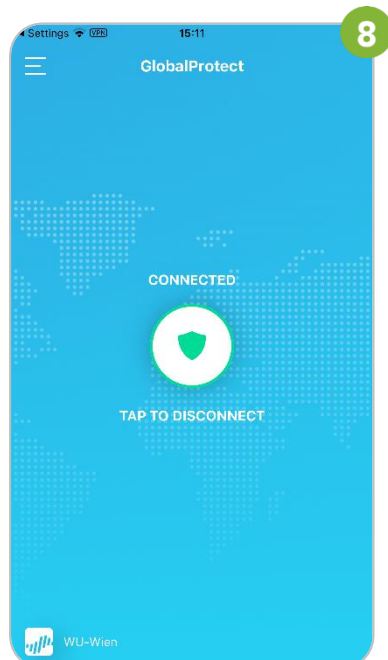 8
Settings VPN 15:11
GlobalProtect
CONNECTED
TAP TO DISCONNECT
WU-Wien